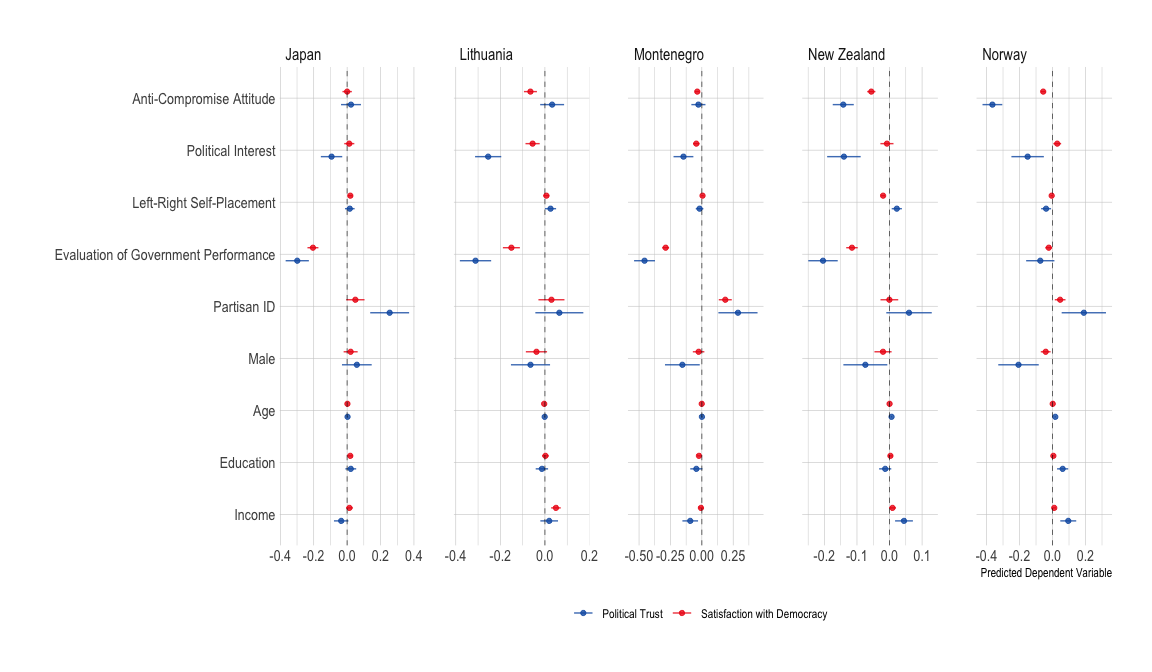 Japan Lithuania Montenegro New Zealand Norway
Anti-Compromise Attitude
Political Interest
Left-Right Self-Placement
Evaluation of Government Performance
Partisan ID
Male
Age
Education
Income
-0.4 -0.2 0.0 0.2 0.4 -0.4 -0.2 0.0 0.2 -0.50 -0.25 0.00 0.25 -0.2 -0.1 0.0 0.1 -0.4 -0.2 0.0 0.2
Predicted Dependent Variable
Political Trust Satisfaction with Democracy